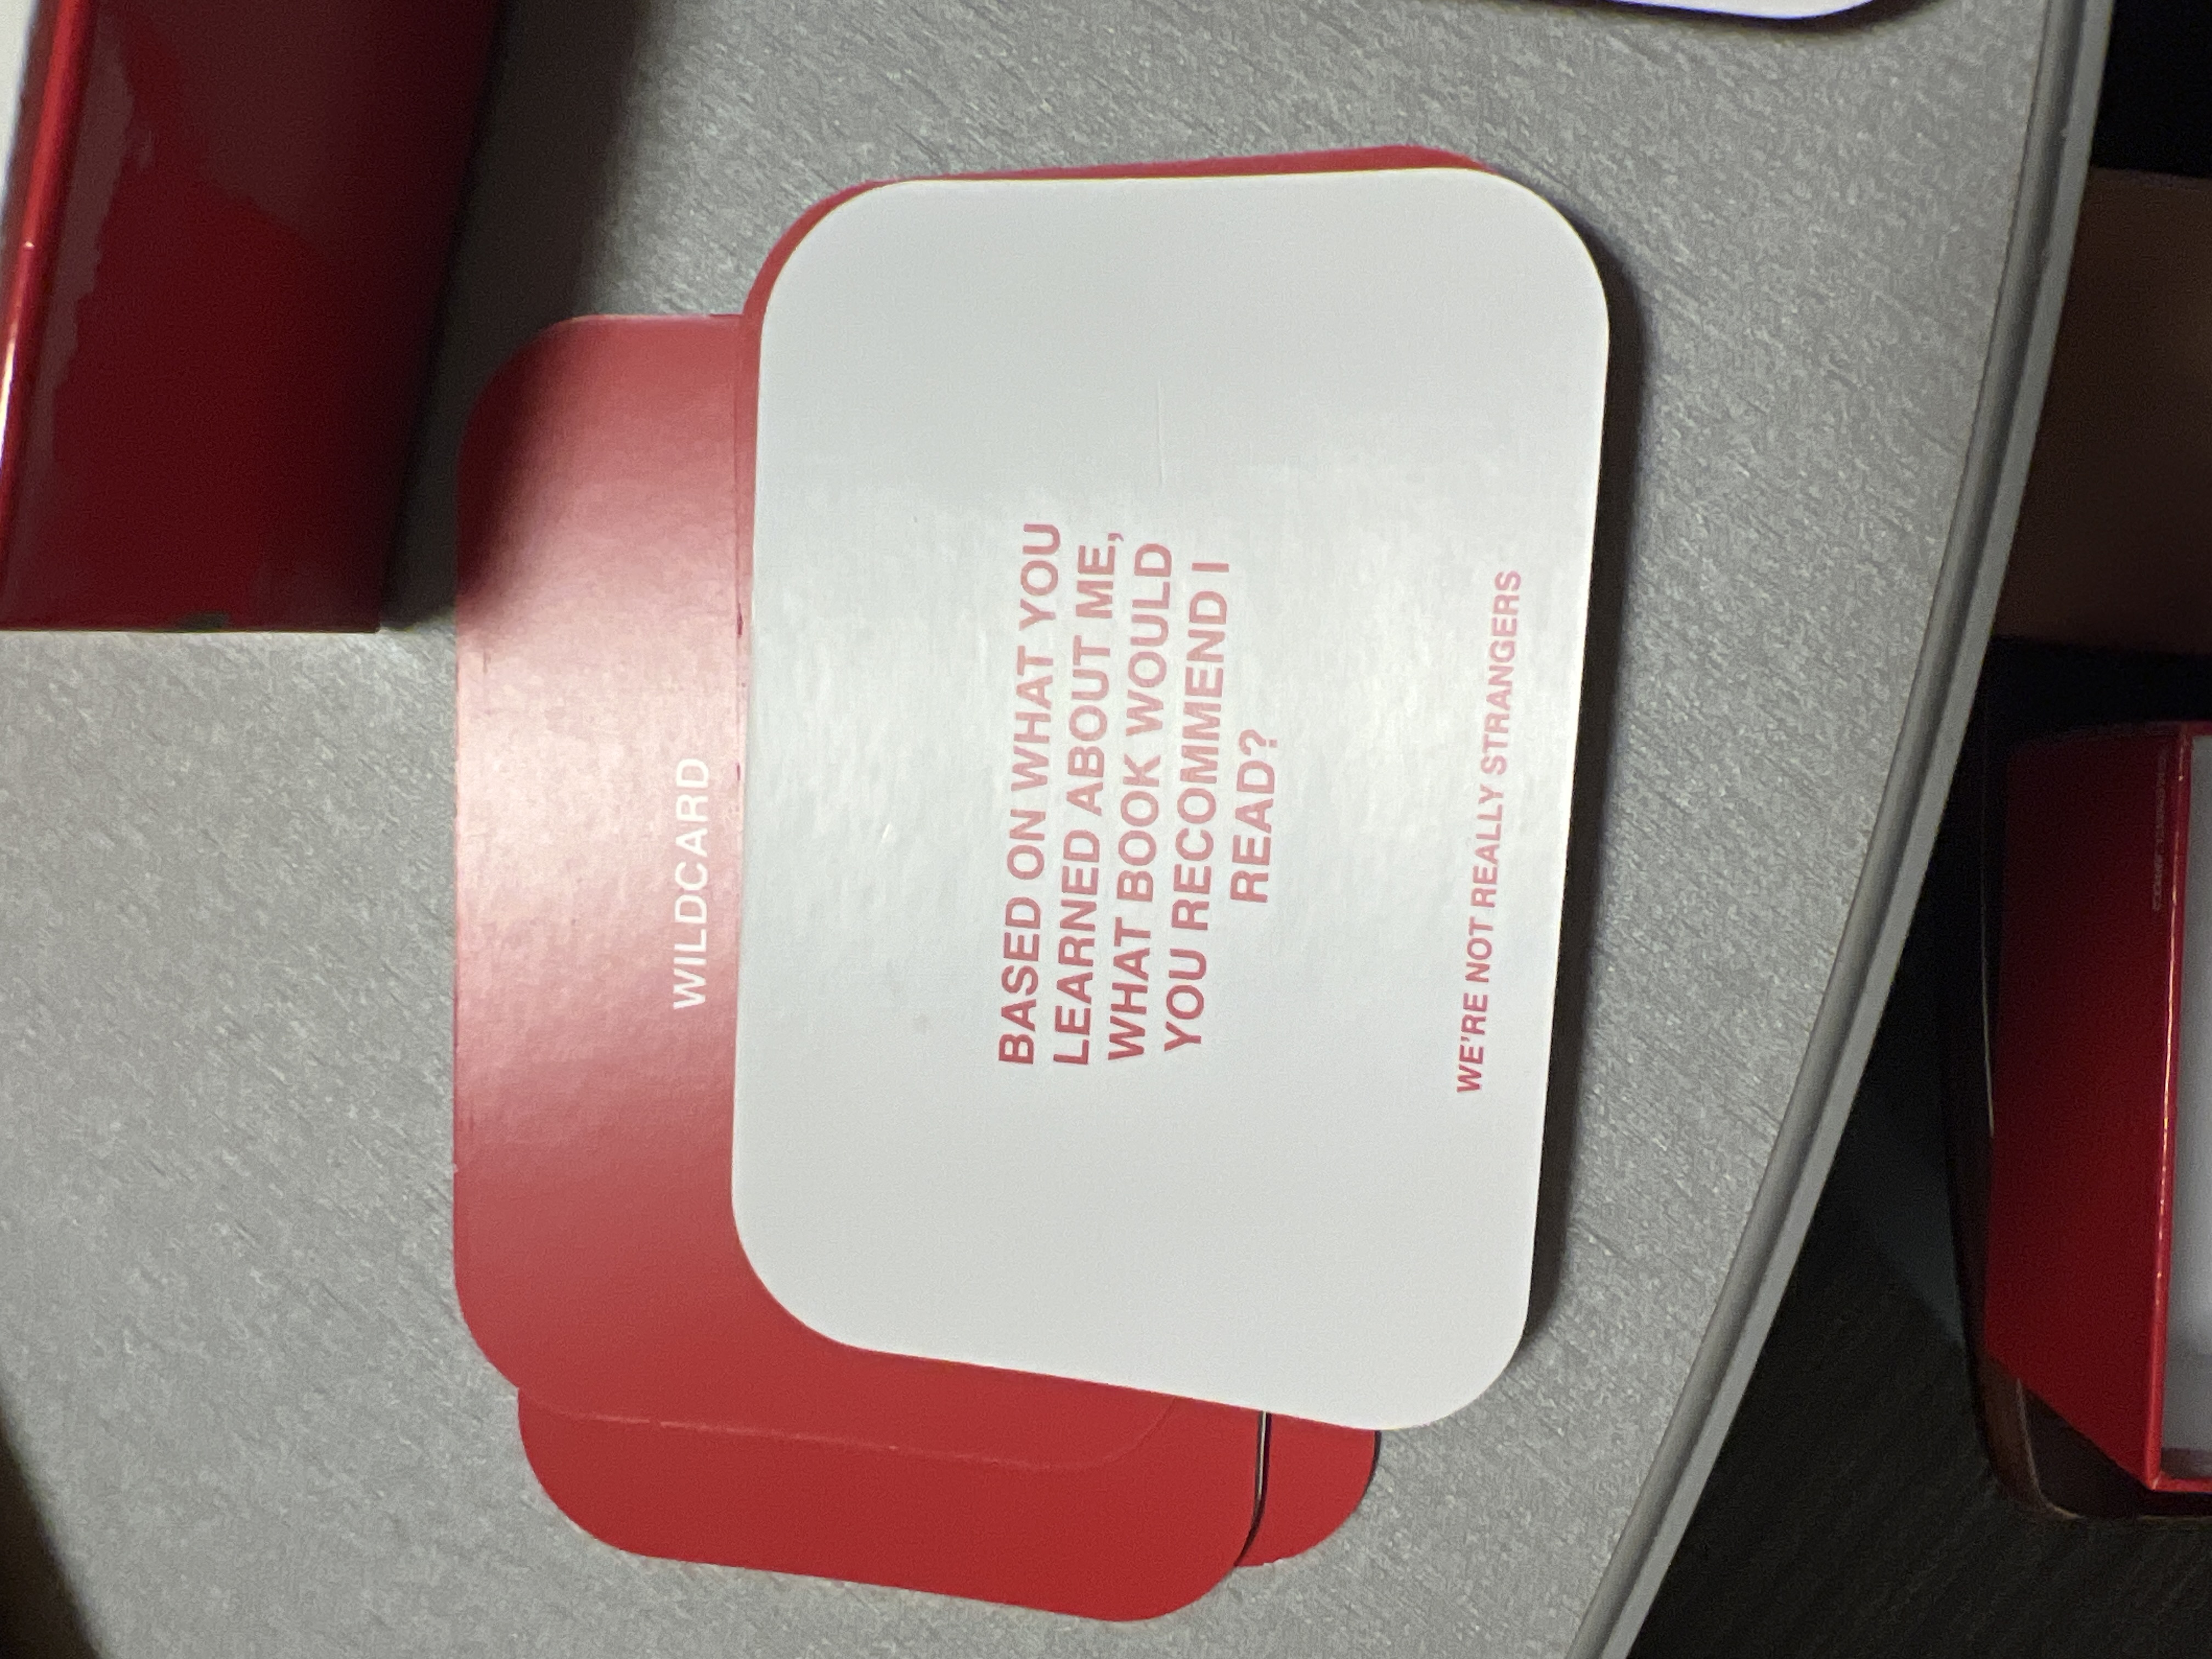 WILDCARD
BASED ON WHAT YOU
LEARNED ABOUT ME,
WHAT BOOK WOULD
YOU RECOMMEND I
READ?
WE'RE NOT REALLY STRANGERS